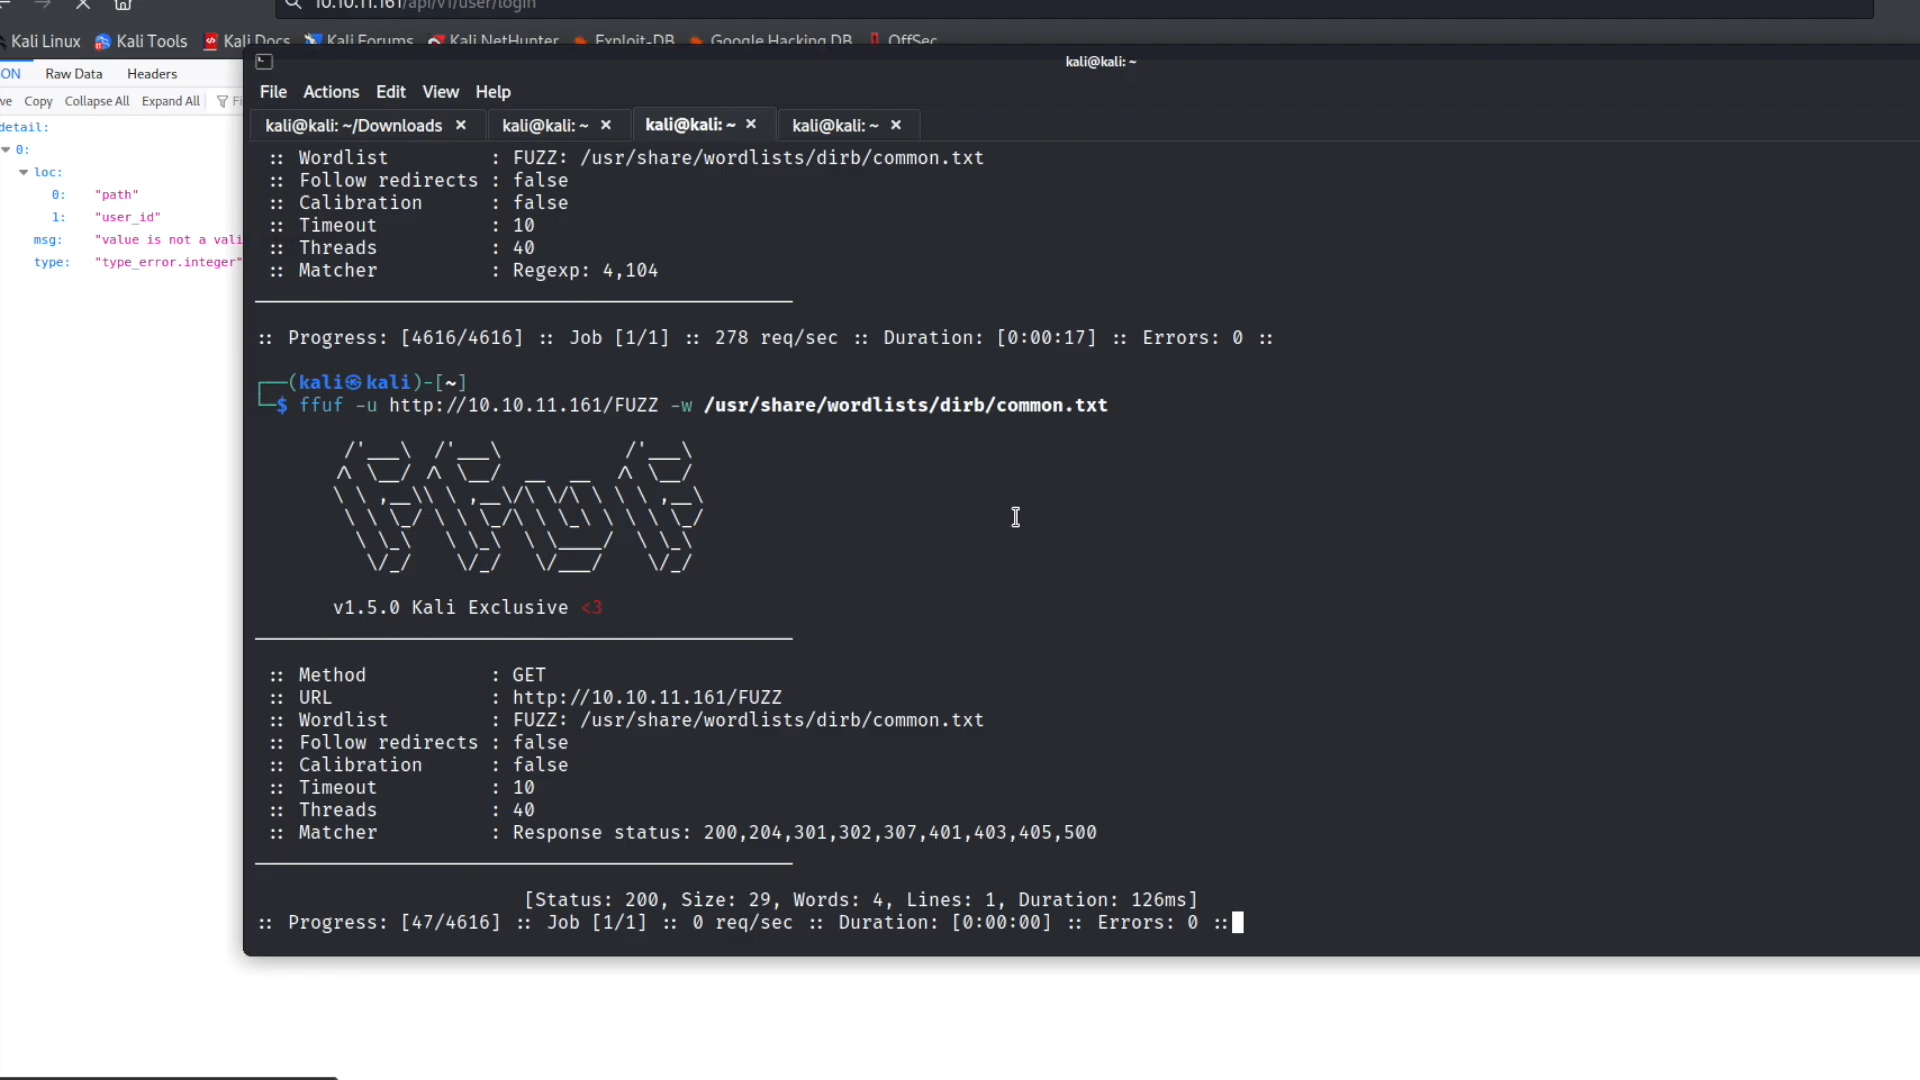 10.10.11.161/api/v1/user/login
Kali Linux Kali Tools Kali Docs Kali Forums Kali NetHunter Exploit-DB Google Hacking DB OffSec
ON Raw Data Headers
ve Copy Collapse All Expand All Fi
detail:
0:
loc:
0: "path"
1: "user_id"
msg: "value is not a vali
type: "type_error.integer"
kali@kali: ~
File Actions Edit View Help
kali@kali: ~/Downloads × kali@kali: ~ × kali@kali: ~ × kali@kali: ~ ×
:: Wordlist : FUZZ: /usr/share/wordlists/dirb/common.txt
:: Follow redirects : false
:: Calibration : false
:: Timeout : 10
:: Threads : 40
:: Matcher : Regexp: 4,104
:: Progress: [4616/4616] :: Job [1/1] :: 278 req/sec :: Duration: [0:00:17] :: Errors: 0 ::
┌──(kali㉿kali)-[~]
└─$ ffuf -u http://10.10.11.161/FUZZ -w /usr/share/wordlists/dirb/common.txt
v1.5.0 Kali Exclusive <3
:: Method : GET
:: URL : http://10.10.11.161/FUZZ
:: Wordlist : FUZZ: /usr/share/wordlists/dirb/common.txt
:: Follow redirects : false
:: Calibration : false
:: Timeout : 10
:: Threads : 40
:: Matcher : Response status: 200,204,301,302,307,401,403,405,500
[Status: 200, Size: 29, Words: 4, Lines: 1, Duration: 126ms]
:: Progress: [47/4616] :: Job [1/1] :: 0 req/sec :: Duration: [0:00:00] :: Errors: 0 ::